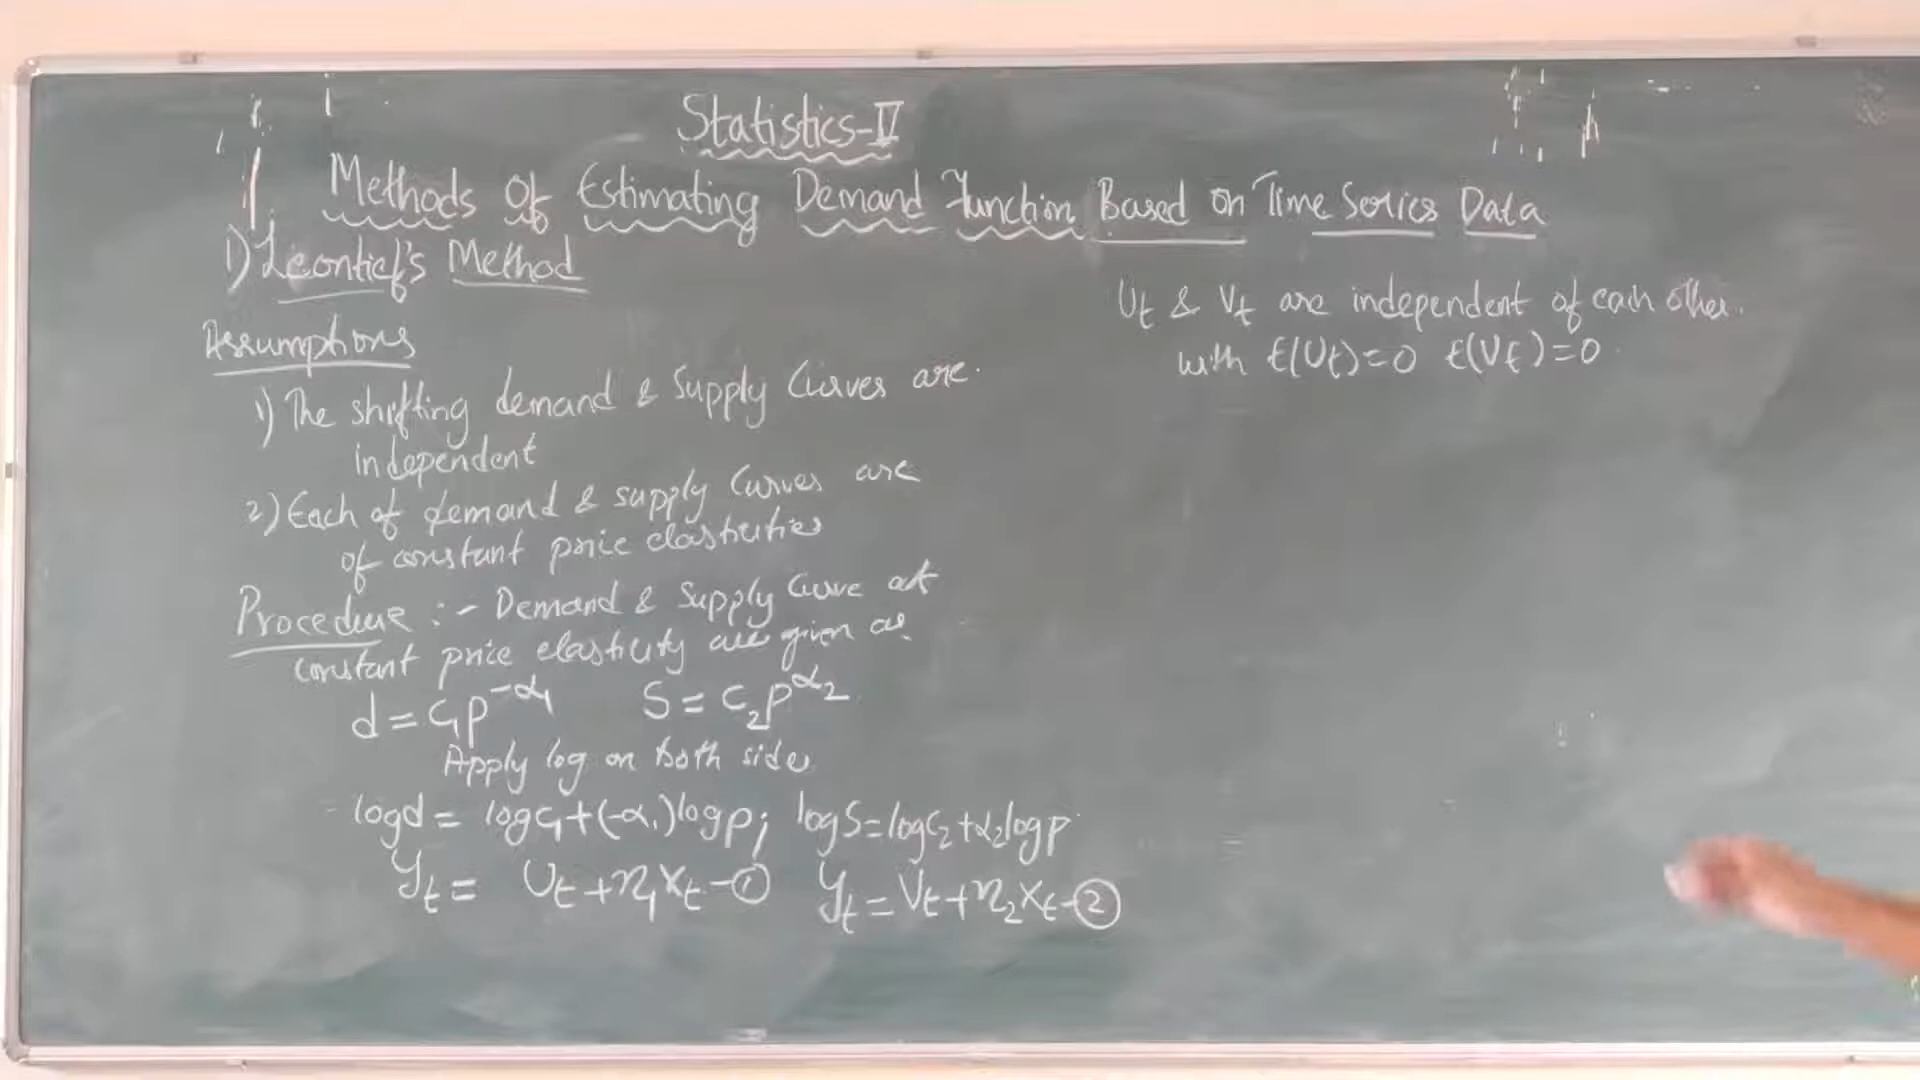 Statistics-IV
Methods of Estimating Demand Function Based on Time Series Data
1) Leontief's Method
Assumptions
1) The shifting demand & Supply Curves are
independent
2) Each of demand & supply Curves are
of constant price elasticities
Procedure :- Demand & Supply Curve at
constant price elasticity are given as
d = c₁p^-α₁    S = c₂p^α₂
Apply log on both sides
logd = logc₁+(-α₁)logp; logS=logc₂+α₂logp
Yt = Ut+η₁Xt-① Yt = Vt+η₂Xt-②
Ut & Vt are independent of each other.
with E(Ut)=0 E(Vt)=0